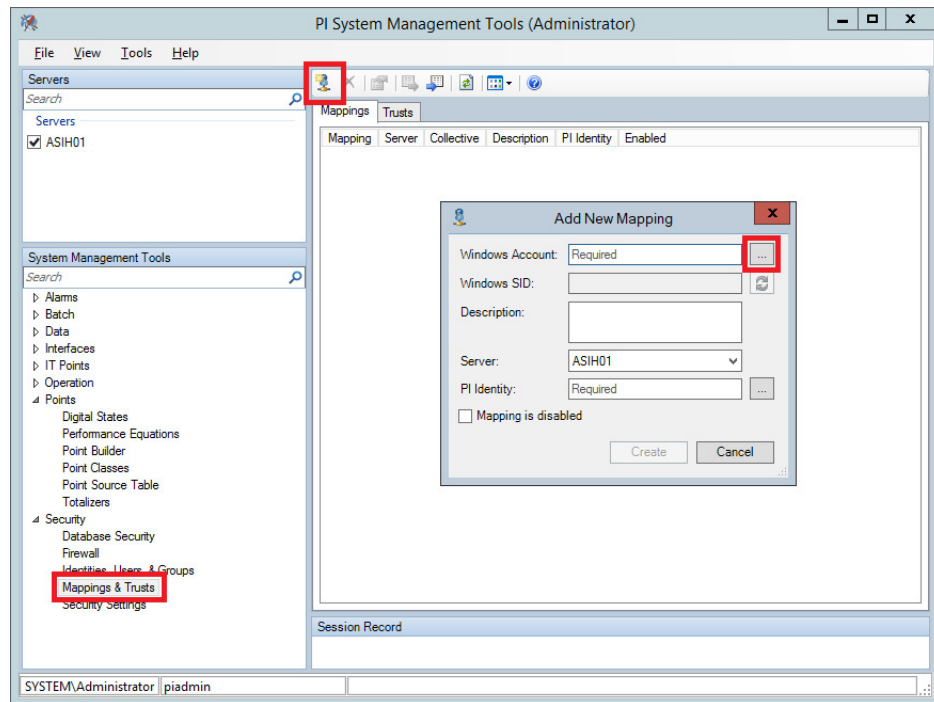 PI System Management Tools (Administrator)
File View Tools Help
Servers
Search
Servers
ASIH01
System Management Tools
Search
Alarms
Batch
Data
Interfaces
IT Points
Operation
Points
Digital States
Performance Equations
Point Builder
Point Classes
Point Source Table
Totalizers
Security
Database Security
Firewall
Identities, Users, & Groups
Mappings & Trusts
Security Settings
Mappings Trusts
Mapping Server Collective Description PI Identity Enabled
Add New Mapping
Windows Account: Required ...
Windows SID:
Description:
Server: ASIH01
PI Identity: Required ...
Mapping is disabled
Create Cancel
Session Record
SYSTEM\Administrator piadmin